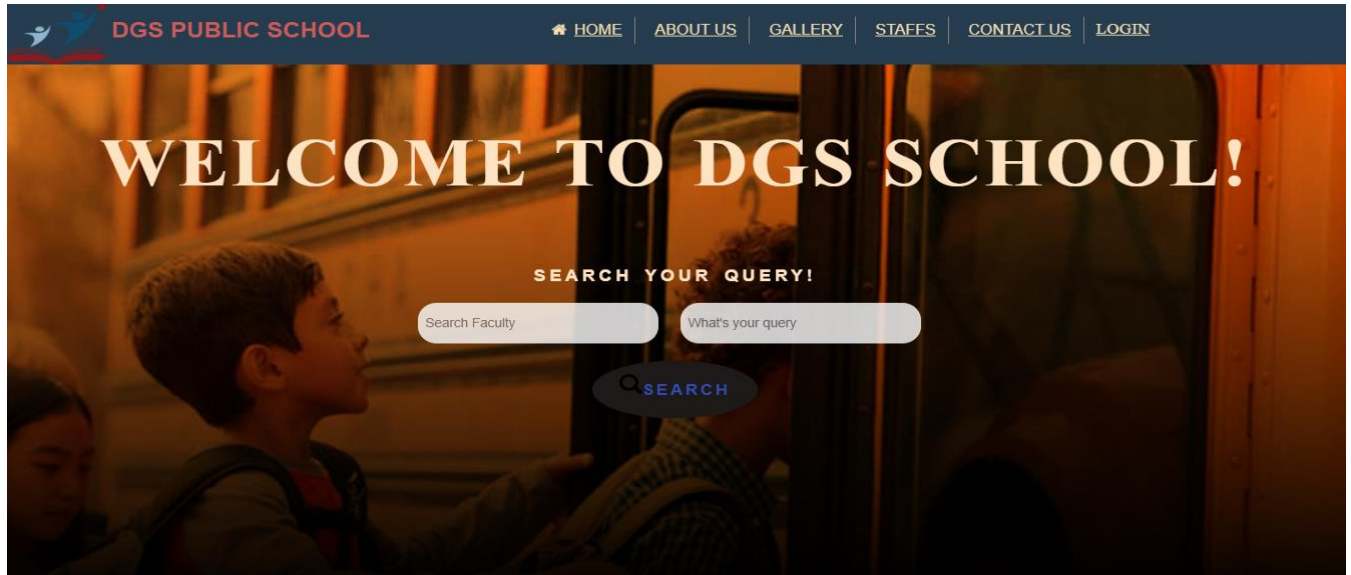 DGS PUBLIC SCHOOL HOME ABOUT US GALLERY STAFFS CONTACT US LOGIN
WELCOME TO DGS SCHOOL!
SEARCH YOUR QUERY!
Search Faculty What's your query
SEARCH